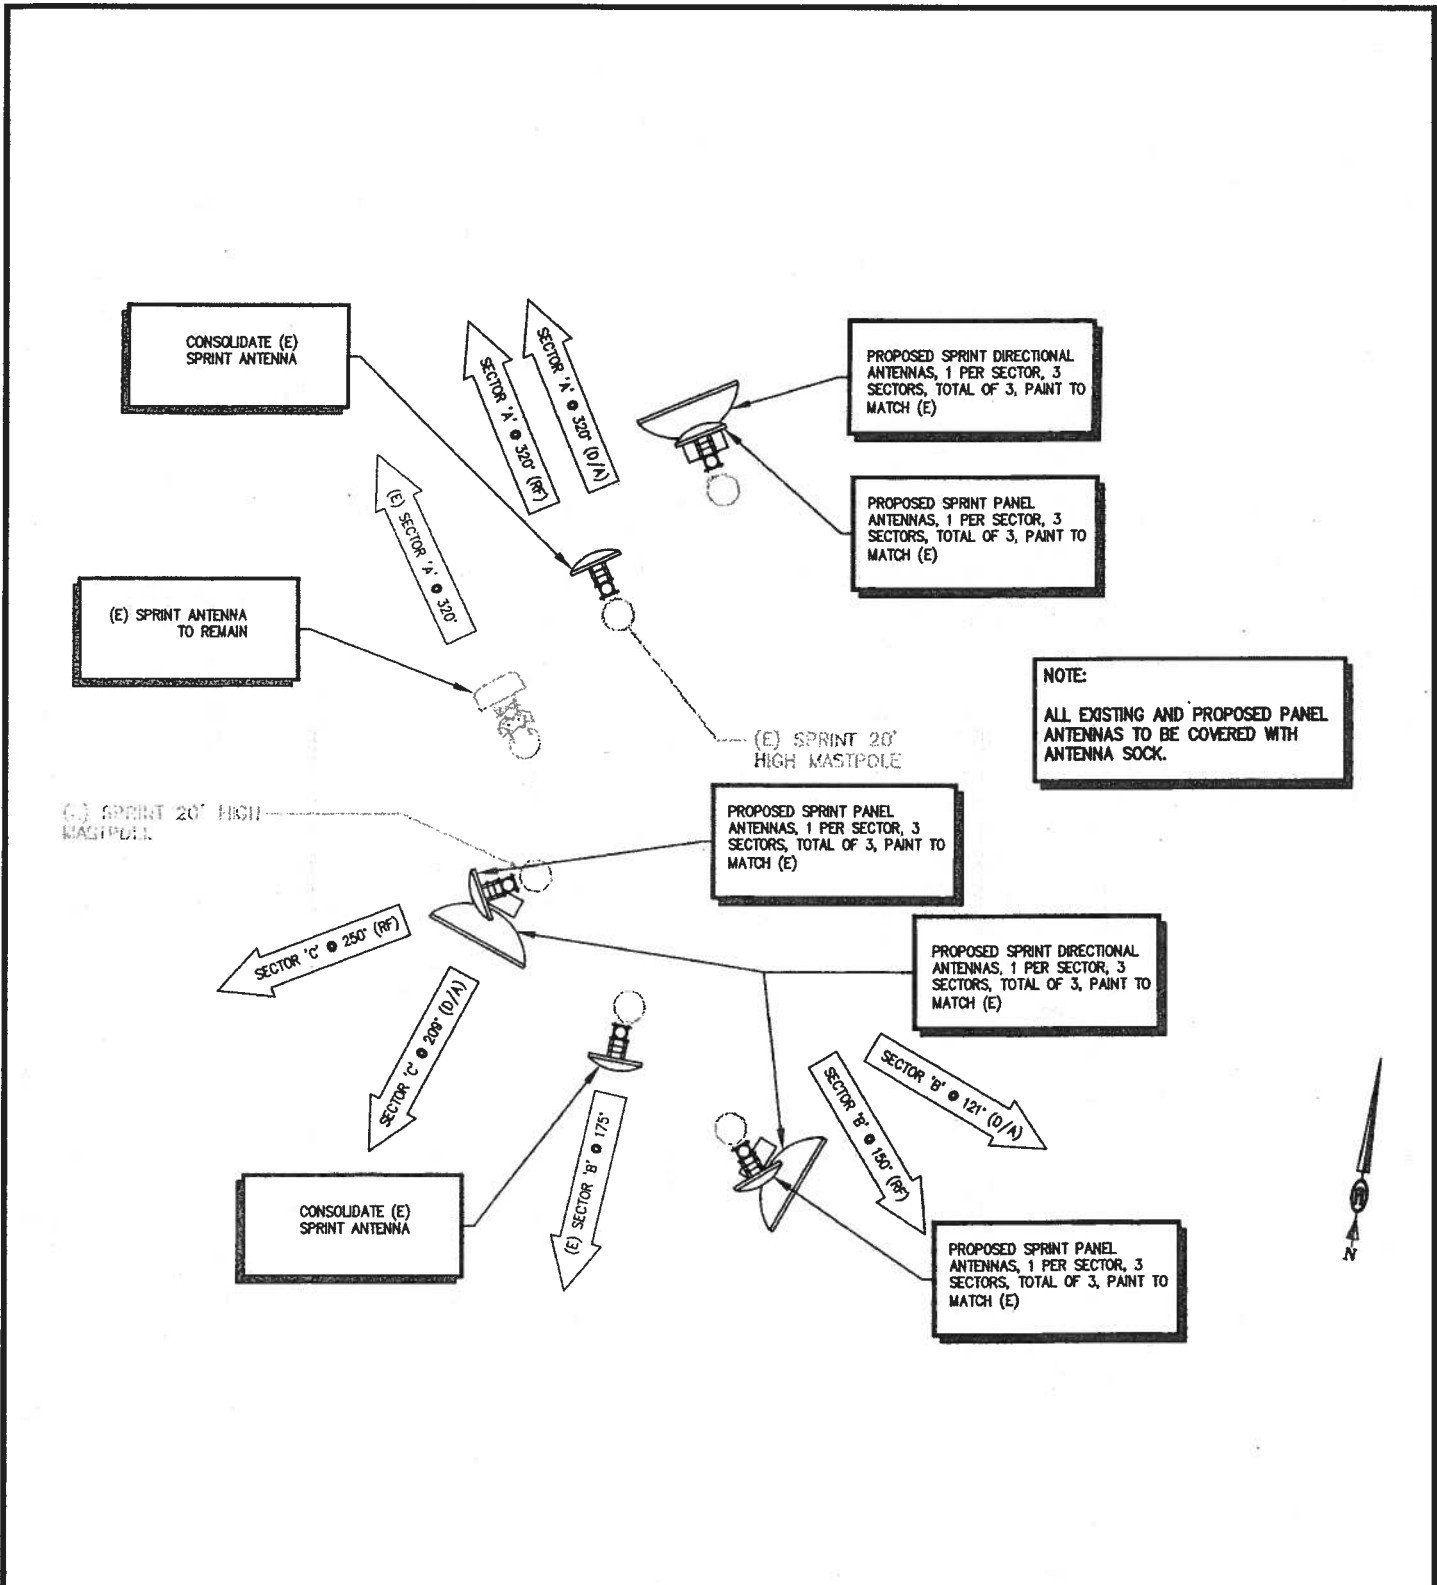 CONSOLIDATE (E)
SPRINT ANTENNA
SECTOR 'A' @ 320° (RF)
SECTOR 'A' @ 320° (D/A)
PROPOSED SPRINT DIRECTIONAL
ANTENNAS, 1 PER SECTOR, 3
SECTORS, TOTAL OF 3, PAINT TO
MATCH (E)
PROPOSED SPRINT PANEL
ANTENNAS, 1 PER SECTOR, 3
SECTORS, TOTAL OF 3, PAINT TO
MATCH (E)
(E) SECTOR 'A' @ 320°
(E) SPRINT ANTENNA
TO REMAIN
NOTE:
ALL EXISTING AND PROPOSED PANEL
ANTENNAS TO BE COVERED WITH
ANTENNA SOCK.
(E) SPRINT 20'
HIGH MASTPOLE
(E) SPRINT 20' HIGH
MASTPOLE
PROPOSED SPRINT PANEL
ANTENNAS, 1 PER SECTOR, 3
SECTORS, TOTAL OF 3, PAINT TO
MATCH (E)
SECTOR 'C' @ 250° (RF)
SECTOR 'C' @ 209° (D/A)
PROPOSED SPRINT DIRECTIONAL
ANTENNAS, 1 PER SECTOR, 3
SECTORS, TOTAL OF 3, PAINT TO
MATCH (E)
SECTOR 'B' @ 121° (D/A)
SECTOR 'B' @ 150° (RF)
(E) SECTOR 'B' @ 175°
CONSOLIDATE (E)
SPRINT ANTENNA
PROPOSED SPRINT PANEL
ANTENNAS, 1 PER SECTOR, 3
SECTORS, TOTAL OF 3, PAINT TO
MATCH (E)
N